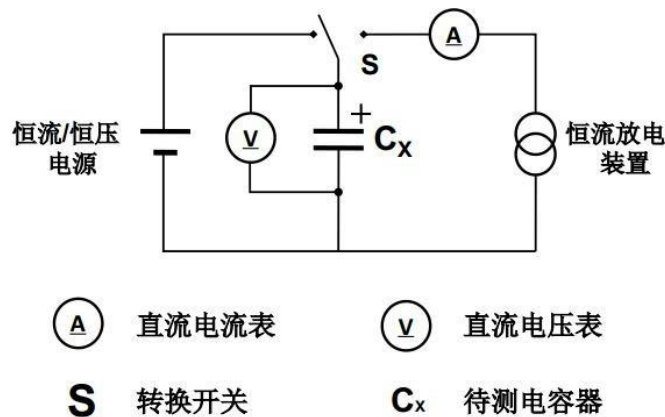 S
A
恒流/恒压
电源
V
+
Cx
恒流放电
装置
A 直流电流表
V 直流电压表
S 转换开关
Cx 待测电容器